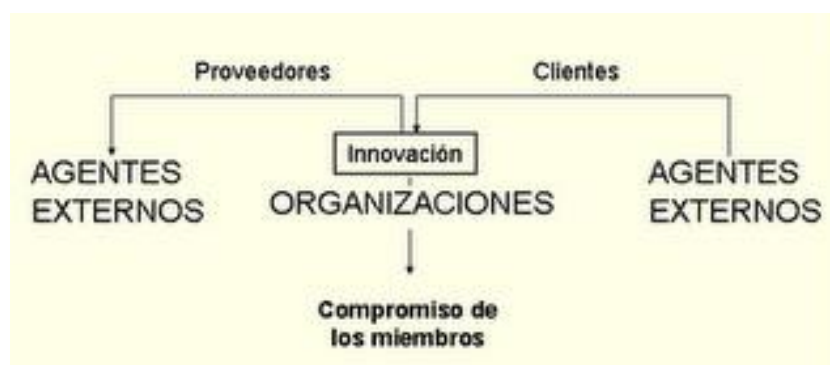 Proveedores
Clientes
Innovación
AGENTES
EXTERNOS
ORGANIZACIONES
AGENTES
EXTERNOS
Compromiso de
los miembros